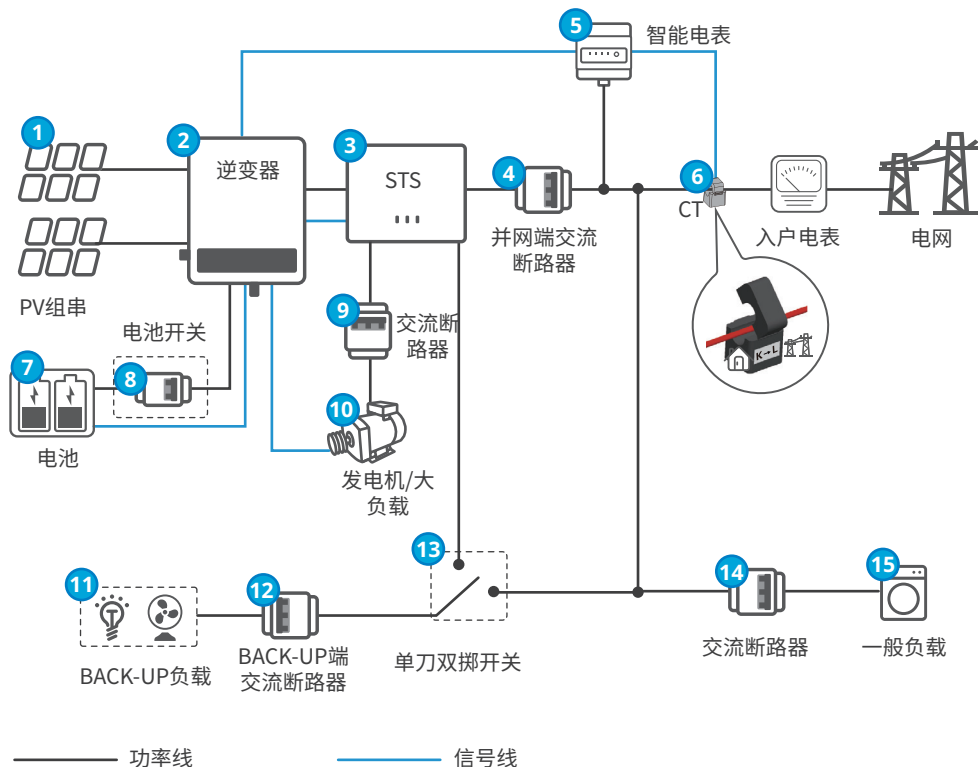 5
智能电表
1
2
逆变器
3
STS
4
并网端交流
断路器
6
CT
入户电表
电网
PV组串
电池开关
9
交流断
路器
K→L
7
8
电池
10
发电机/大
负载
11
12
13
14
15
BACK-UP负载
BACK-UP端
交流断路器
单刀双掷开关
交流断路器
一般负载
功率线
信号线